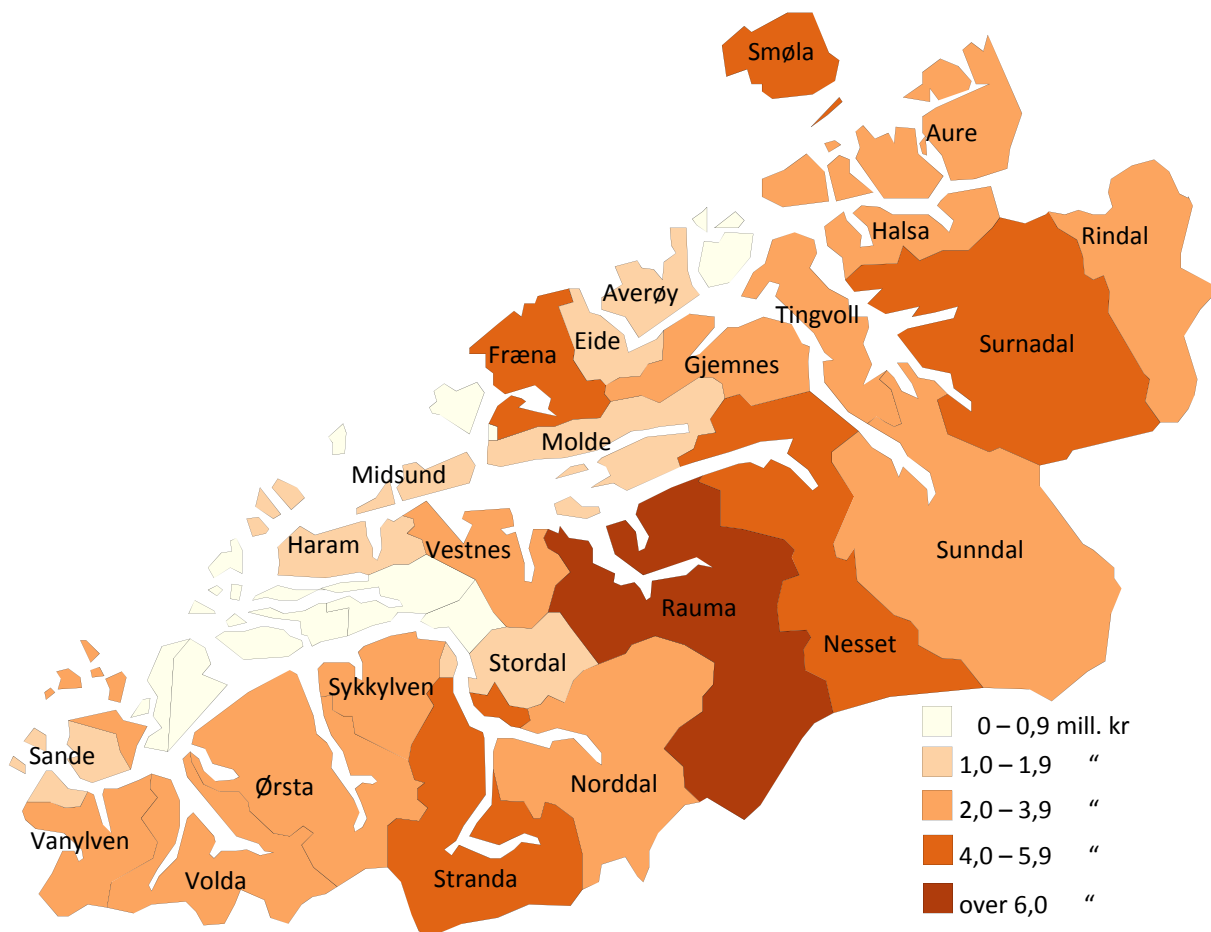 Smøla
Aure
Halsa
Rindal
Averøy
Tingvoll
Eide
Fræna
Gjemnes
Surnadal
Molde
Midsund
Haram
Vestnes
Sunndal
Rauma
Nesset
Stordal
Sykkylven
Sande
Ørsta
Norddal
Vanylven
Volda
Stranda
0 – 0,9 mill. kr
1,0 – 1,9 “
2,0 – 3,9 “
4,0 – 5,9 “
over 6,0 “